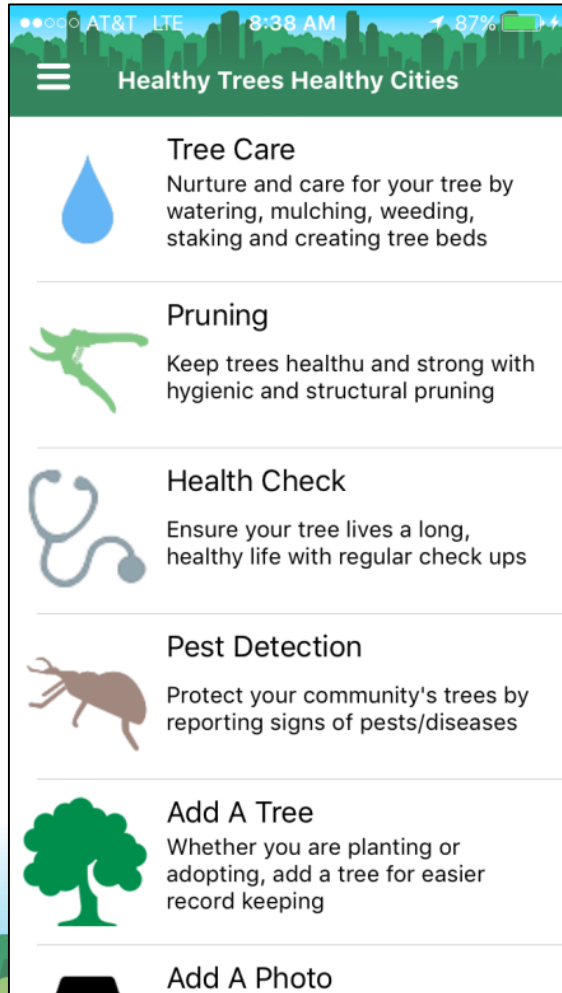 AT&T LTE 8:38 AM 87%
Healthy Trees Healthy Cities
Tree Care
Nurture and care for your tree by
watering, mulching, weeding,
staking and creating tree beds
Pruning
Keep trees healthu and strong with
hygienic and structural pruning
Health Check
Ensure your tree lives a long,
healthy life with regular check ups
Pest Detection
Protect your community's trees by
reporting signs of pests/diseases
Add A Tree
Whether you are planting or
adopting, add a tree for easier
record keeping
Add A Photo